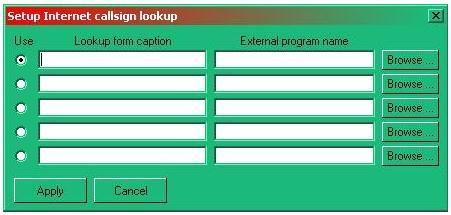 Setup Internet callsign lookup
Use Lookup form caption External program name
Browse ...
Browse ...
Browse ...
Browse ...
Browse ...
Apply Cancel